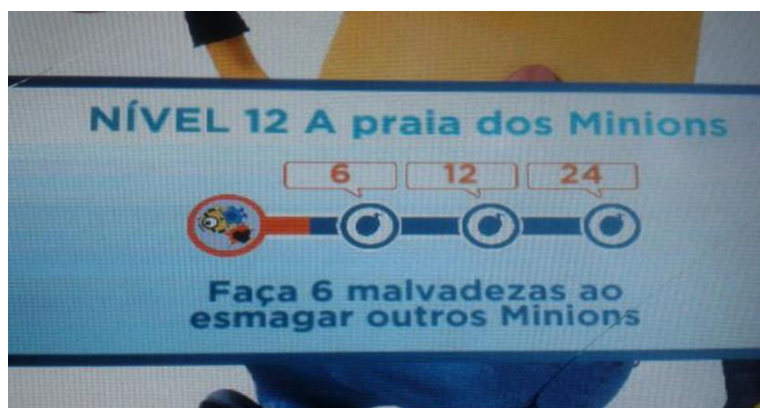 NÍVEL 12 A praia dos Minions
6 12 24
Faça 6 malvadezas ao
esmagar outros Minions